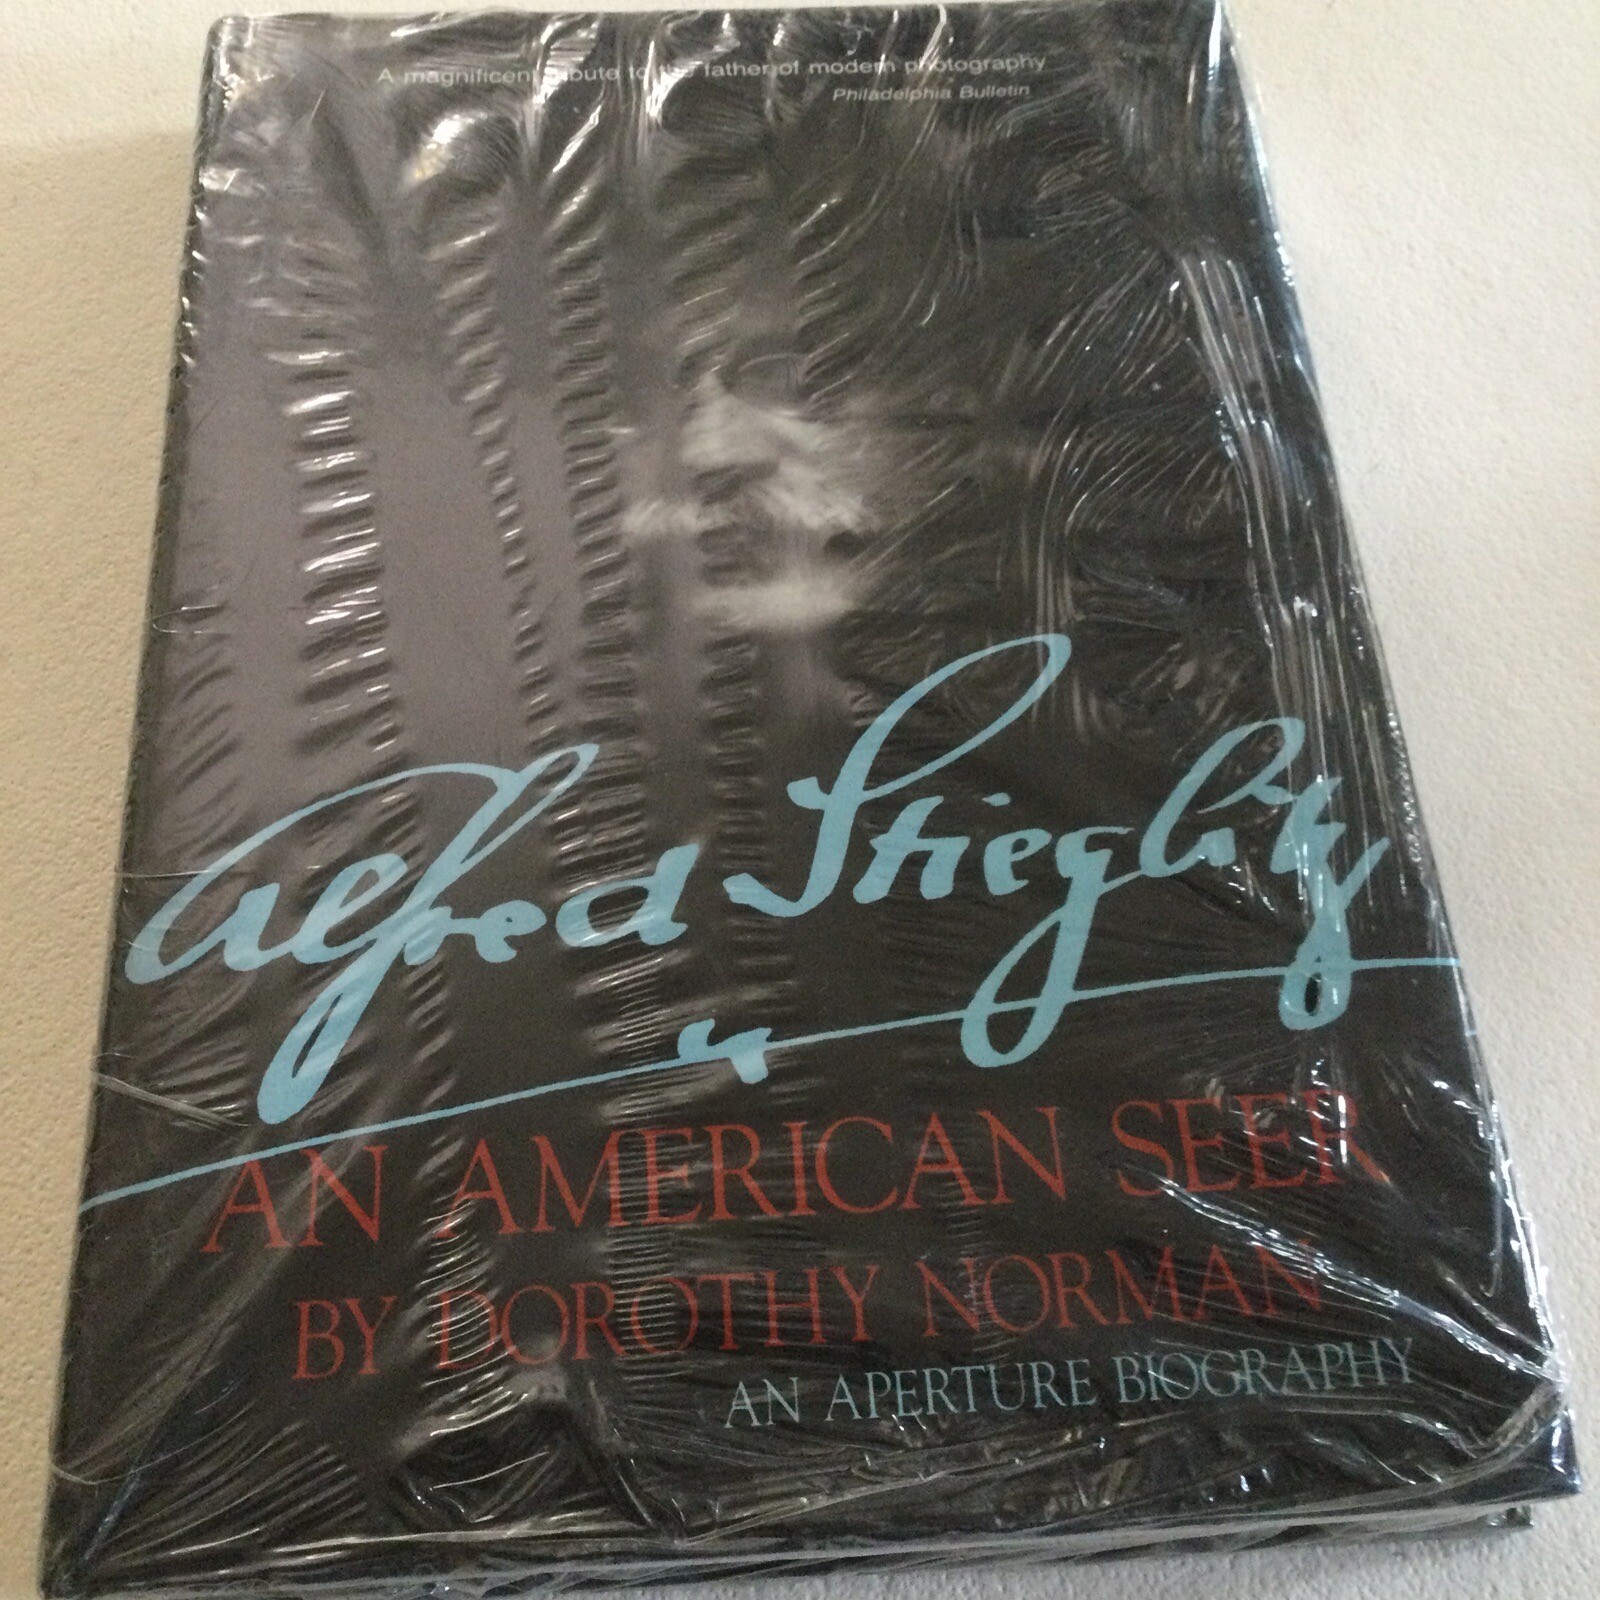 A magnificent tribute to the father of modern photography
Philadelphia Bulletin
Alfred Stieglitz
AN AMERICAN SEER
BY DOROTHY NORMAN
AN APERTURE BIOGRAPHY